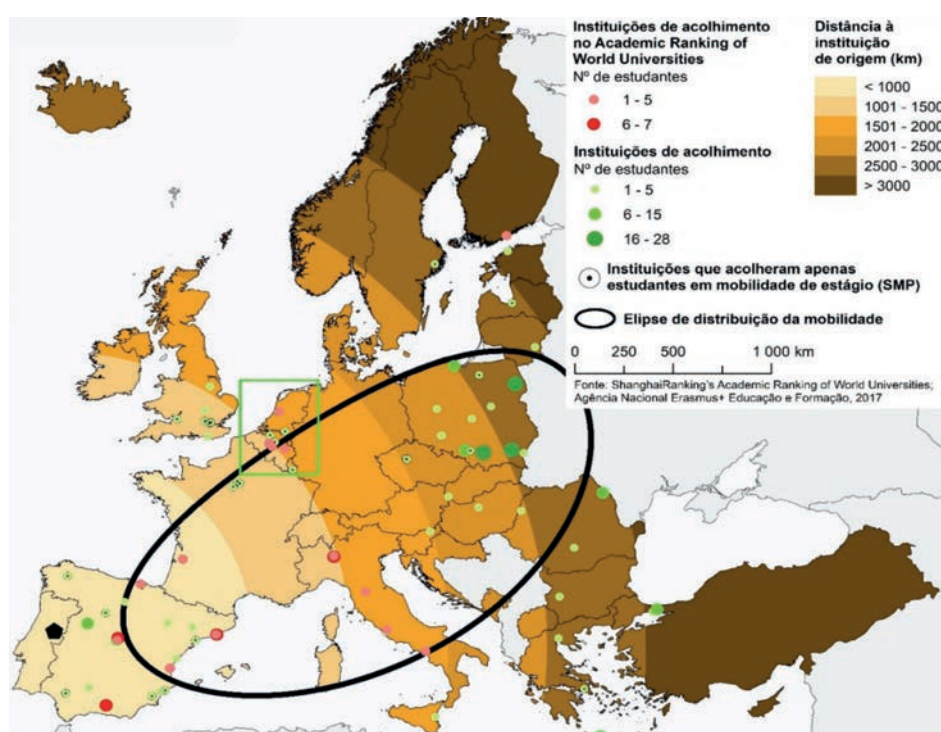 Instituições de acolhimento
no Academic Ranking of
World Universities
Nº de estudantes
1 - 5
6 - 7
Instituições de acolhimento
Nº de estudantes
1 - 5
6 - 15
16 - 28
Instituições que acolheram apenas
estudantes em mobilidade de estágio (SMP)
Elipse de distribuição da mobilidade
0 250 500 1 000 km
Fonte: ShanghaiRanking's Academic Ranking of World Universities;
Agência Nacional Erasmus+ Educação e Formação, 2017
Distância à
instituição
de origem (km)
< 1000
1001 - 1500
1501 - 2000
2001 - 2500
2500 - 3000
> 3000